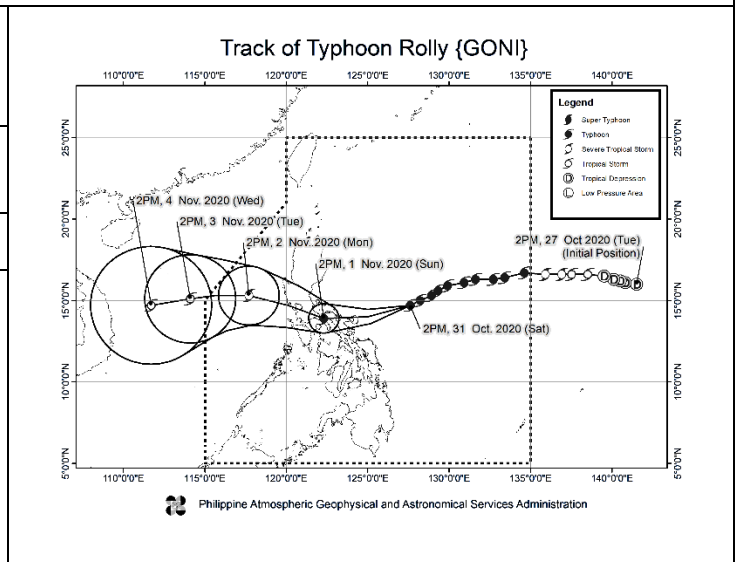 Track of Typhoon Rolly {GONI}
110°0'0"E 115°0'0"E 120°0'0"E 125°0'0"E 130°0'0"E 135°0'0"E 140°0'0"E
Legend
Super Typhoon
Typhoon
Severe Tropical Storm
Tropical Storm
D Tropical Depression
L Low Pressure Area
25°0'0"N 25°0'0"N
20°0'0"N 20°0'0"N
2PM, 4 Nov. 2020 (Wed)
2PM, 3 Nov. 2020 (Tue)
2PM, 2 Nov. 2020 (Mon)
2PM, 27 Oct 2020 (Tue)
(Initial Position)
2PM, 1 Nov. 2020 (Sun)
15°0'0"N 15°0'0"N
2PM, 31 Oct. 2020 (Sat)
10°0'0"N 10°0'0"N
5°0'0"N 5°0'0"N
110°0'0"E 115°0'0"E 120°0'0"E 125°0'0"E 130°0'0"E 135°0'0"E 140°0'0"E
Philippine Atmospheric Geophysical and Astronomical Services Administration